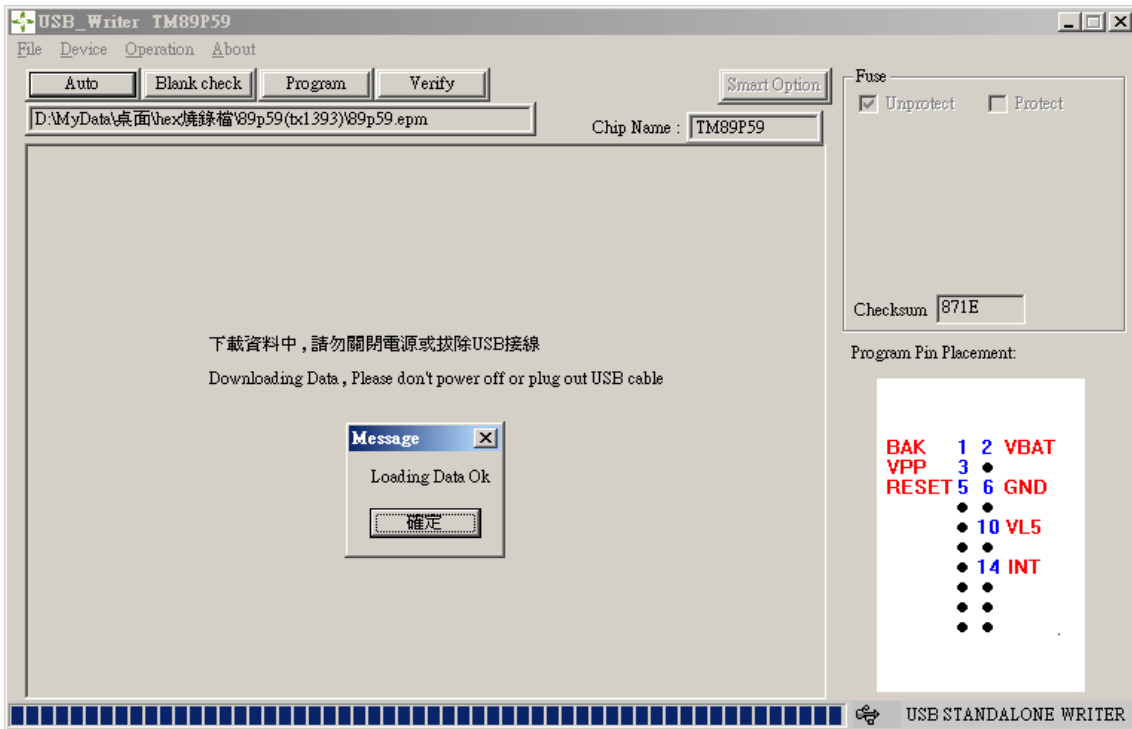 USB_Writer TM89P59
File Device Operation About
Auto Blank check Program Verify Smart Option
D:\MyData\桌面\hex燒錄檔\89p59(tx1393)\89p59.epm
Chip Name : TM89P59
Fuse
Unprotect Protect
Checksum 871E
下載資料中 , 請勿關閉電源或拔除USB接線
Downloading Data , Please don't power off or plug out USB cable
Message
Loading Data Ok
確定
Program Pin Placement:
BAK 1 2 VBAT
VPP 3
RESET 5 6 GND
10 VL5
14 INT
USB STANDALONE WRITER